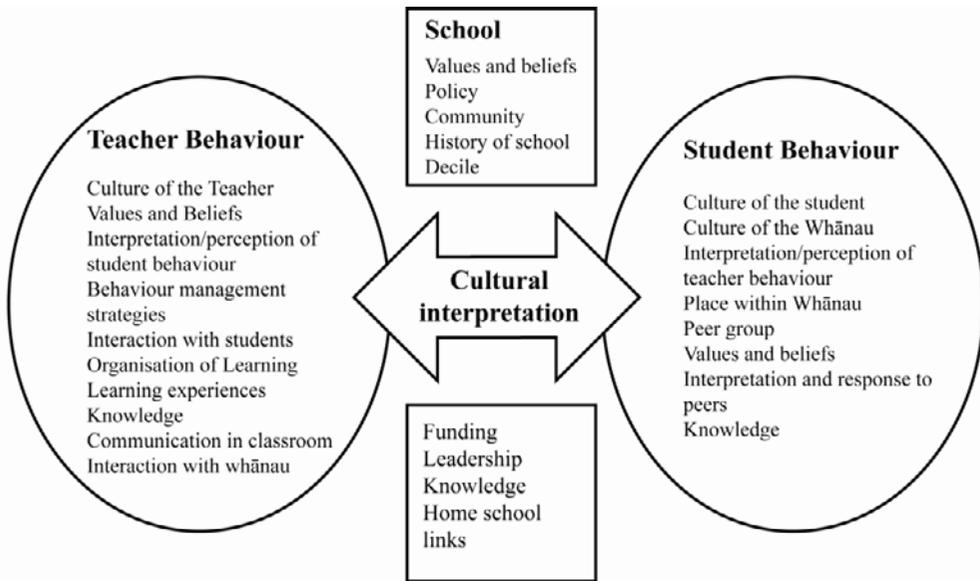 School
Values and beliefs
Policy
Community
History of school
Decile
Teacher Behaviour
Culture of the Teacher
Values and Beliefs
Interpretation/perception of
student behaviour
Behaviour management
strategies
Interaction with students
Organisation of Learning
Learning experiences
Knowledge
Communication in classroom
Interaction with whānau
Cultural
interpretation
Student Behaviour
Culture of the student
Culture of the Whānau
Interpretation/perception of
teacher behaviour
Place within Whānau
Peer group
Values and beliefs
Interpretation and response to
peers
Knowledge
Funding
Leadership
Knowledge
Home school
links